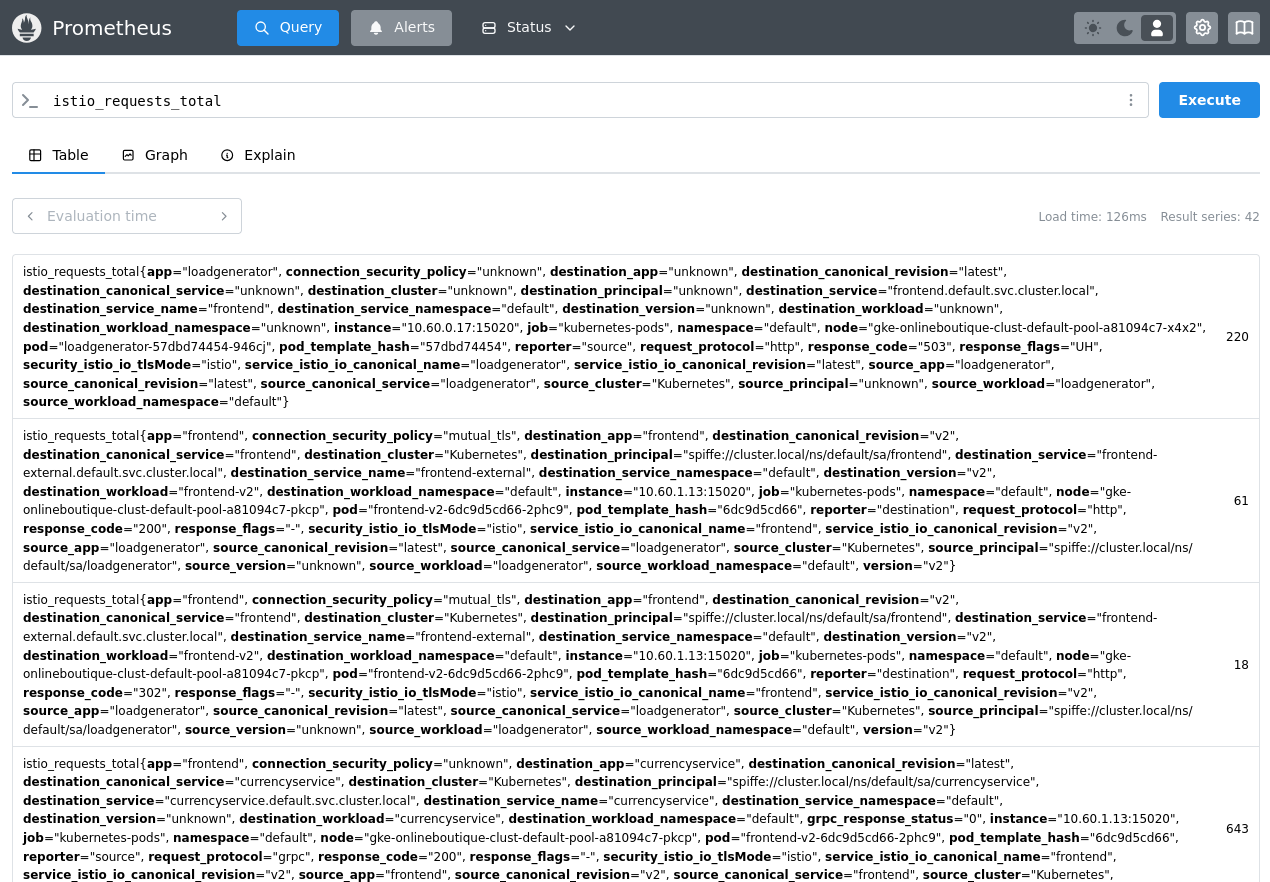 Prometheus Query Alerts Status
istio_requests_total Execute
Table Graph Explain
Evaluation time Load time: 126ms Result series: 42
istio_requests_total{app="loadgenerator", connection_security_policy="unknown", destination_app="unknown", destination_canonical_revision="latest",
destination_canonical_service="unknown", destination_cluster="unknown", destination_principal="unknown", destination_service="frontend.default.svc.cluster.local",
destination_service_name="frontend", destination_service_namespace="default", destination_version="unknown", destination_workload="unknown",
destination_workload_namespace="unknown", instance="10.60.0.17:15020", job="kubernetes-pods", namespace="default", node="gke-onlineboutique-clust-default-pool-a81094c7-x4x2",
pod="loadgenerator-57dbd74454-946cj", pod_template_hash="57dbd74454", reporter="source", request_protocol="http", response_code="503", response_flags="UH",
security_istio_io_tlsMode="istio", service_istio_io_canonical_name="loadgenerator", service_istio_io_canonical_revision="latest", source_app="loadgenerator",
source_canonical_revision="latest", source_canonical_service="loadgenerator", source_cluster="Kubernetes", source_principal="unknown", source_workload="loadgenerator",
source_workload_namespace="default"}
220
istio_requests_total{app="frontend", connection_security_policy="mutual_tls", destination_app="frontend", destination_canonical_revision="v2",
destination_canonical_service="frontend", destination_cluster="Kubernetes", destination_principal="spiffe://cluster.local/ns/default/sa/frontend", destination_service="frontend-
external.default.svc.cluster.local", destination_service_name="frontend-external", destination_service_namespace="default", destination_version="v2",
destination_workload="frontend-v2", destination_workload_namespace="default", instance="10.60.1.13:15020", job="kubernetes-pods", namespace="default", node="gke-
onlineboutique-clust-default-pool-a81094c7-pkcp", pod="frontend-v2-6dc9d5cd66-2phc9", pod_template_hash="6dc9d5cd66", reporter="destination", request_protocol="http",
response_code="200", response_flags="-", security_istio_io_tlsMode="istio", service_istio_io_canonical_name="frontend", service_istio_io_canonical_revision="v2",
source_app="loadgenerator", source_canonical_revision="latest", source_canonical_service="loadgenerator", source_cluster="Kubernetes", source_principal="spiffe://cluster.local/ns/
default/sa/loadgenerator", source_version="unknown", source_workload="loadgenerator", source_workload_namespace="default", version="v2"}
61
istio_requests_total{app="frontend", connection_security_policy="mutual_tls", destination_app="frontend", destination_canonical_revision="v2",
destination_canonical_service="frontend", destination_cluster="Kubernetes", destination_principal="spiffe://cluster.local/ns/default/sa/frontend", destination_service="frontend-
external.default.svc.cluster.local", destination_service_name="frontend-external", destination_service_namespace="default", destination_version="v2",
destination_workload="frontend-v2", destination_workload_namespace="default", instance="10.60.1.13:15020", job="kubernetes-pods", namespace="default", node="gke-
onlineboutique-clust-default-pool-a81094c7-pkcp", pod="frontend-v2-6dc9d5cd66-2phc9", pod_template_hash="6dc9d5cd66", reporter="destination", request_protocol="http",
response_code="302", response_flags="-", security_istio_io_tlsMode="istio", service_istio_io_canonical_name="frontend", service_istio_io_canonical_revision="v2",
source_app="loadgenerator", source_canonical_revision="latest", source_canonical_service="loadgenerator", source_cluster="Kubernetes", source_principal="spiffe://cluster.local/ns/
default/sa/loadgenerator", source_version="unknown", source_workload="loadgenerator", source_workload_namespace="default", version="v2"}
18
istio_requests_total{app="frontend", connection_security_policy="unknown", destination_app="currencyservice", destination_canonical_revision="latest",
destination_canonical_service="currencyservice", destination_cluster="Kubernetes", destination_principal="spiffe://cluster.local/ns/default/sa/currencyservice",
destination_service="currencyservice.default.svc.cluster.local", destination_service_name="currencyservice", destination_service_namespace="default",
destination_version="unknown", destination_workload="currencyservice", destination_workload_namespace="default", grpc_response_status="0", instance="10.60.1.13:15020",
job="kubernetes-pods", namespace="default", node="gke-onlineboutique-clust-default-pool-a81094c7-pkcp", pod="frontend-v2-6dc9d5cd66-2phc9", pod_template_hash="6dc9d5cd66",
reporter="source", request_protocol="grpc", response_code="200", response_flags="-", security_istio_io_tlsMode="istio", service_istio_io_canonical_name="frontend",
service_istio_io_canonical_revision="v2", source_app="frontend", source_canonical_revision="v2", source_canonical_service="frontend", source_cluster="Kubernetes",
643